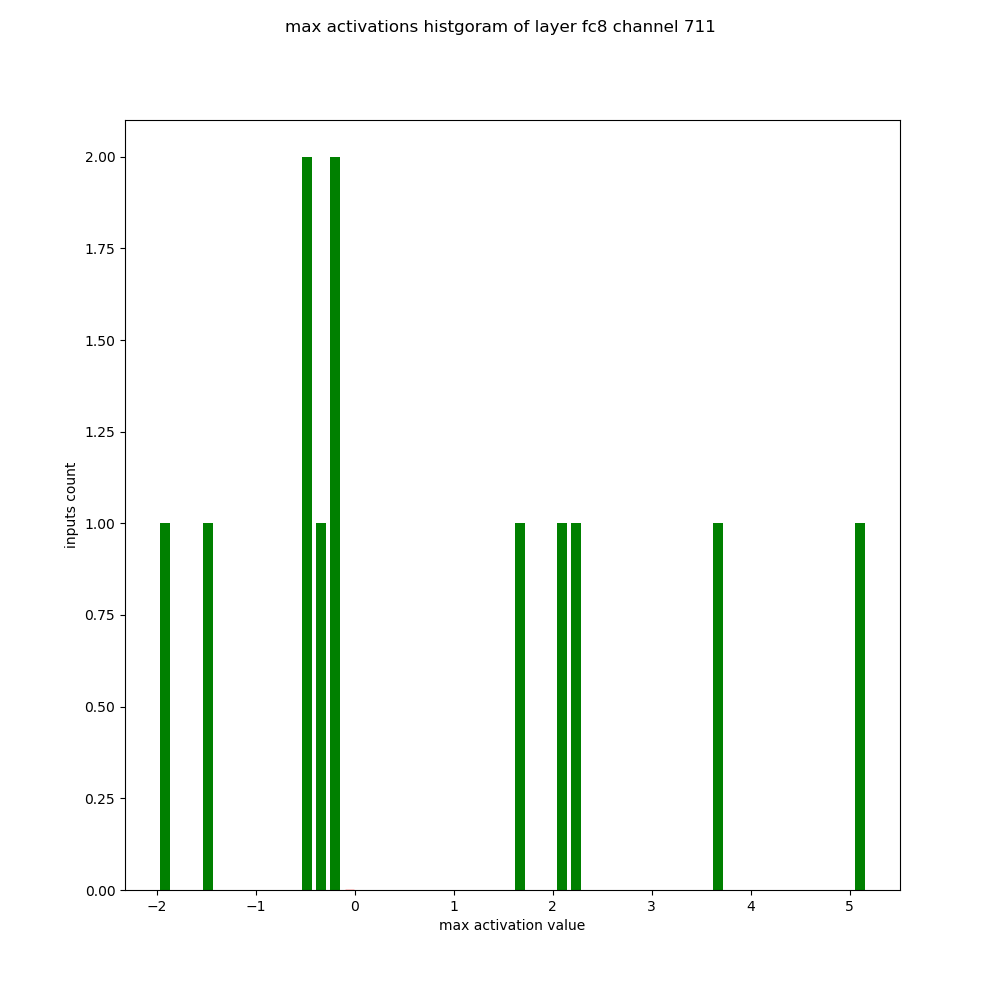 max activations histgoram of layer fc8 channel 711
2.00
1.75
1.50
1.25
1.00
0.75
0.50
0.25
0.00
inputs count
−2 −1 0 1 2 3 4 5
max activation value